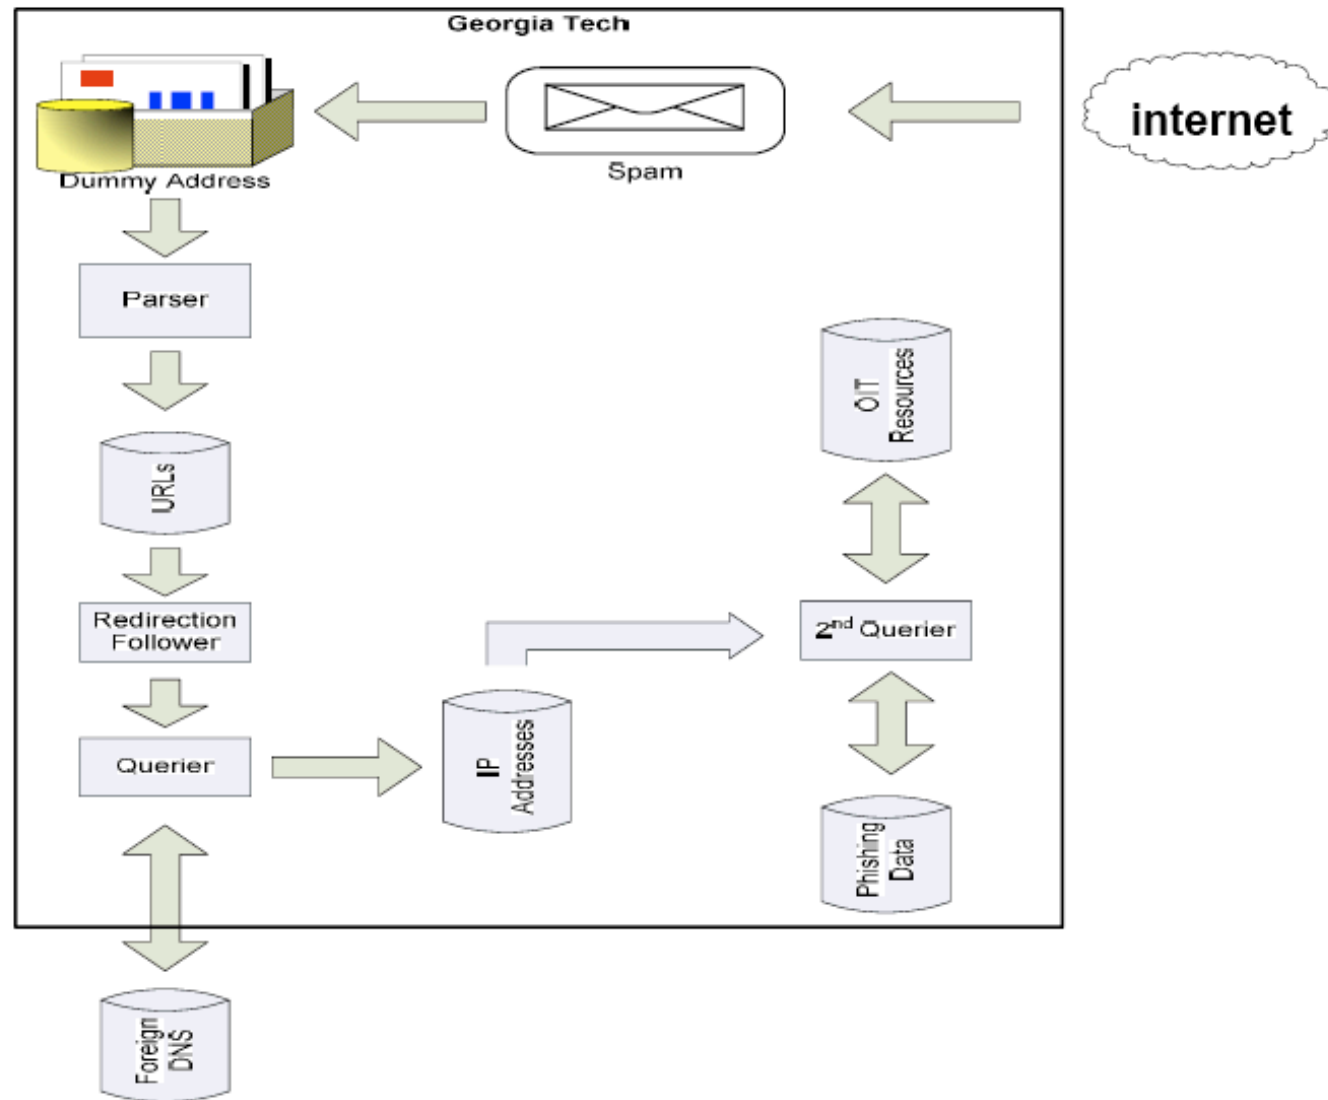 Georgia Tech
internet
Spam
Dummy Address
Parser
URLs
Redirection
Follower
Querier
IP
Addresses
OIT
Resources
2nd Querier
Phishing
Data
Foreign
DNS